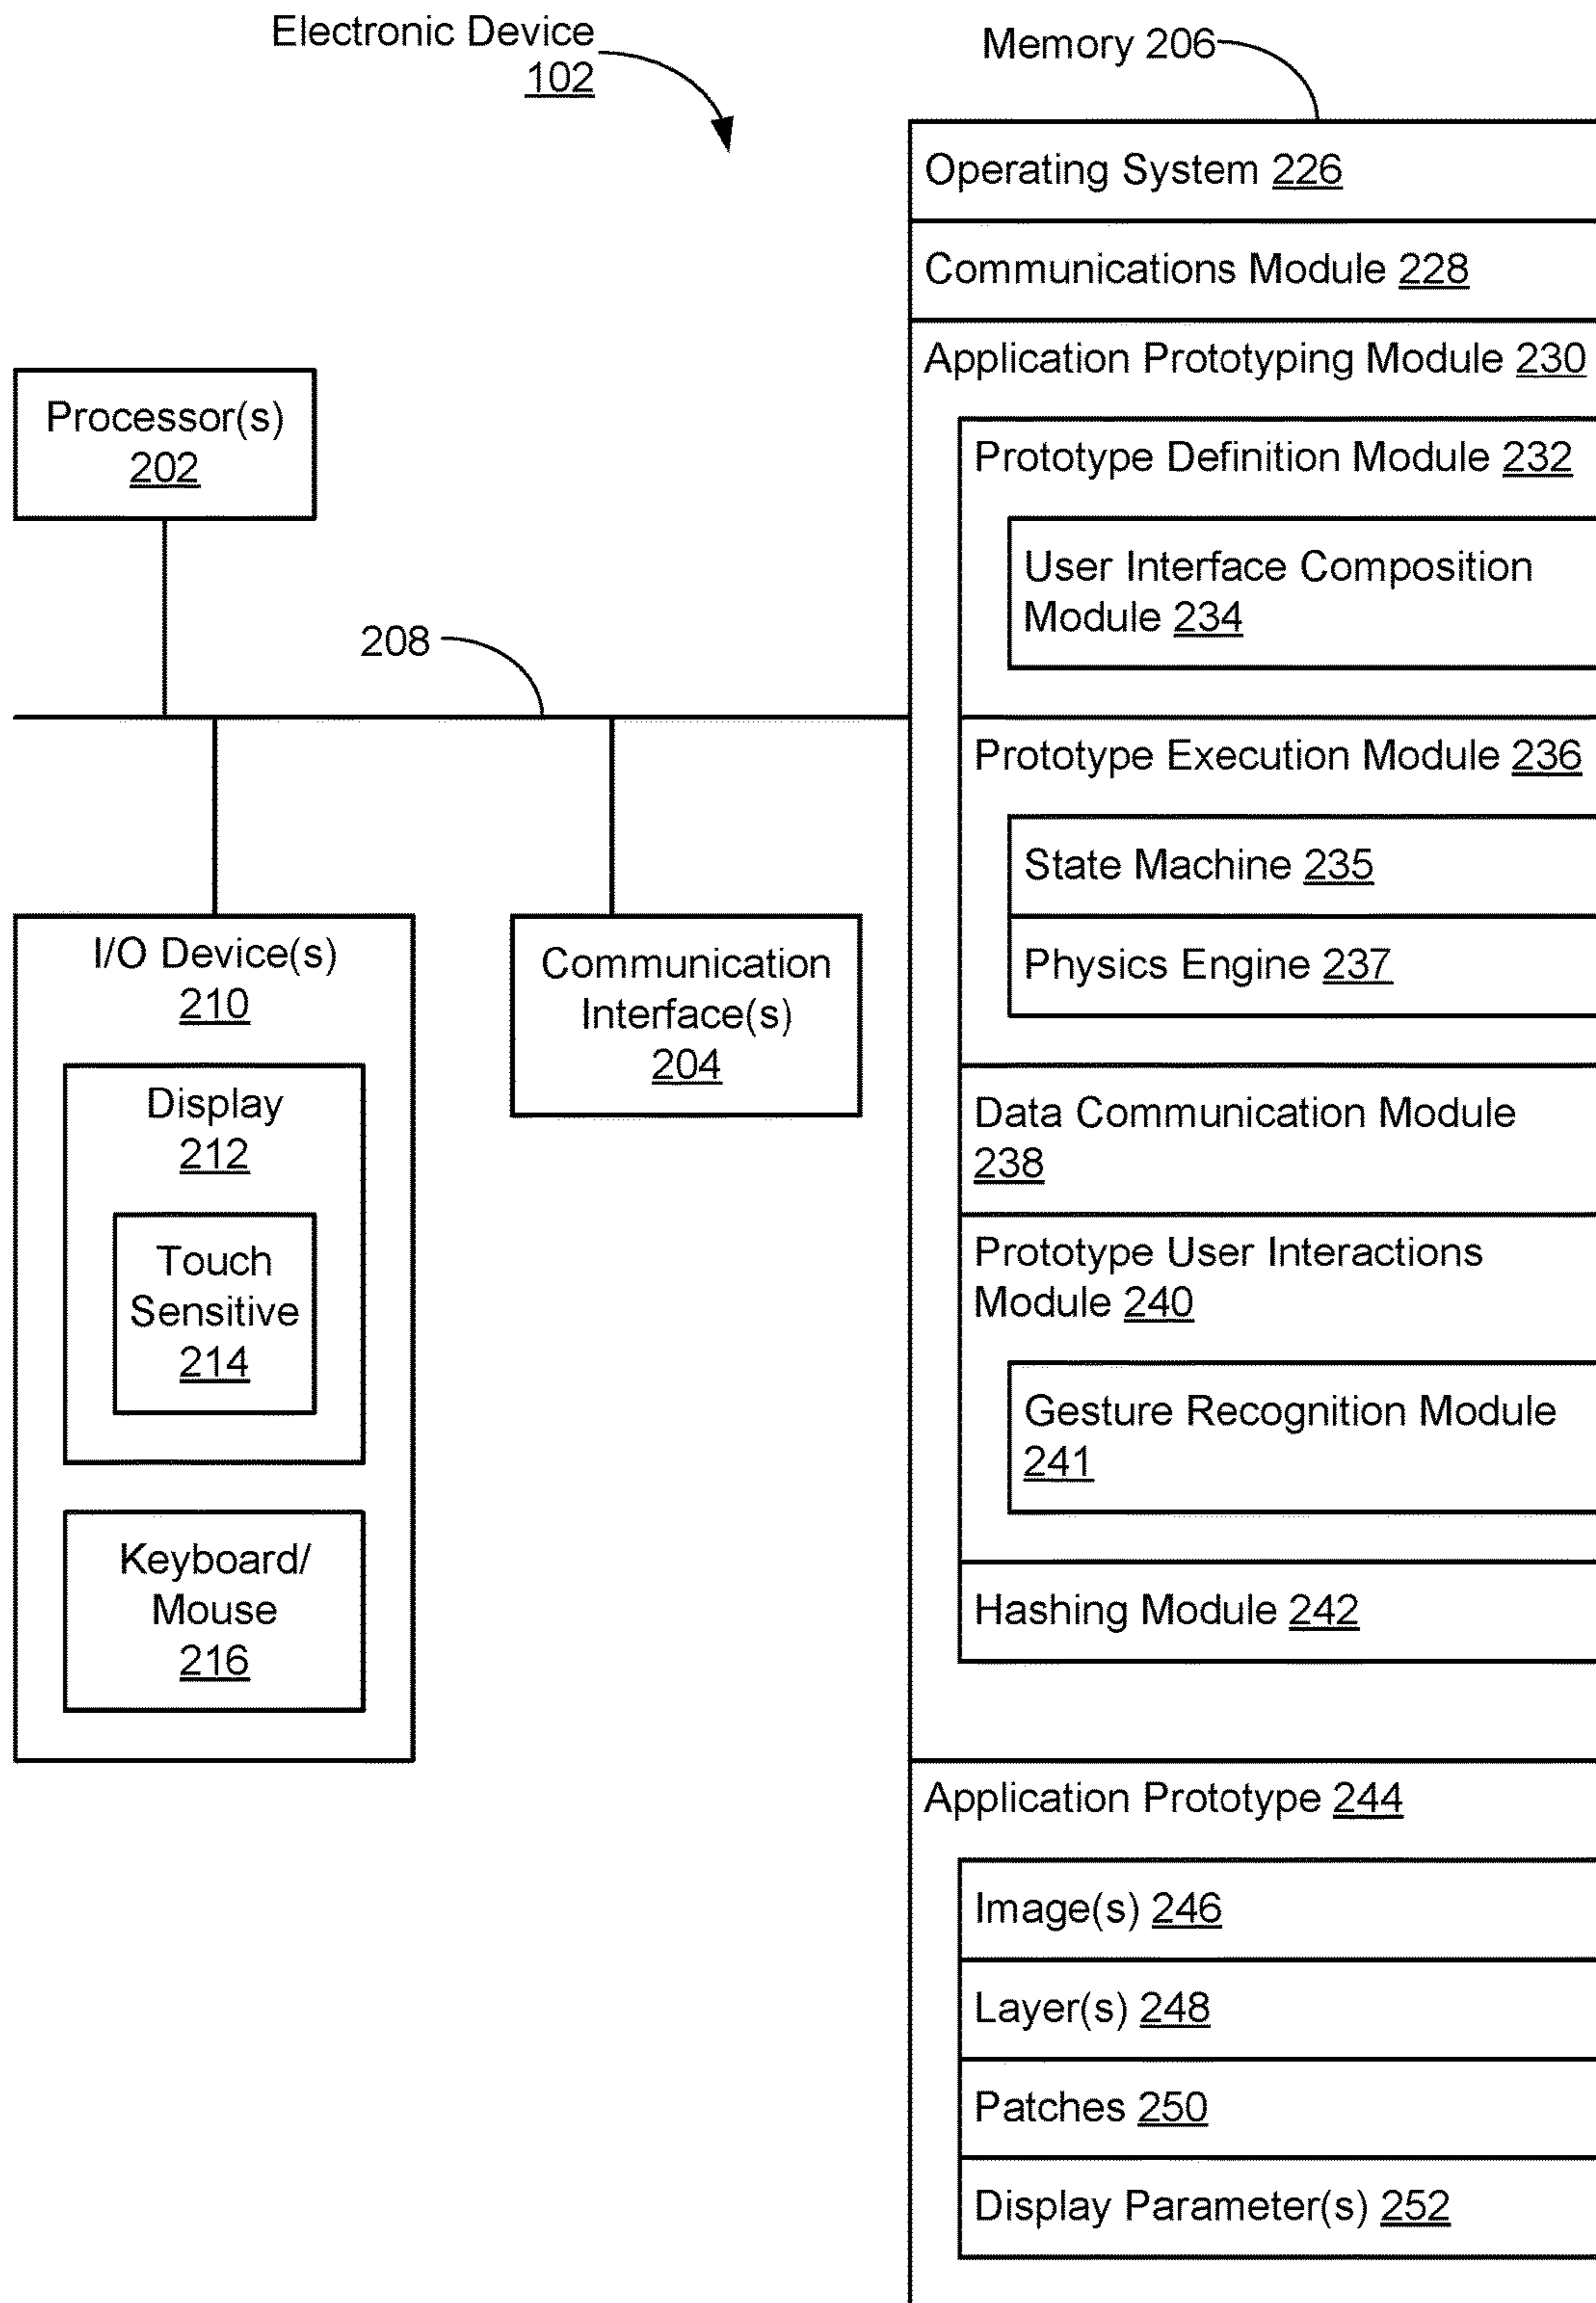 Electronic Device
102
Memory 206
Operating System 226
Communications Module 228
Application Prototyping Module 230
Prototype Definition Module 232
User Interface Composition
Module 234
Prototype Execution Module 236
State Machine 235
Physics Engine 237
Data Communication Module
238
Prototype User Interactions
Module 240
Gesture Recognition Module
241
Hashing Module 242
Application Prototype 244
Image(s) 246
Layer(s) 248
Patches 250
Display Parameter(s) 252
Processor(s)
202
208
I/O Device(s)
210
Display
212
Touch
Sensitive
214
Keyboard/
Mouse
216
Communication
Interface(s)
204